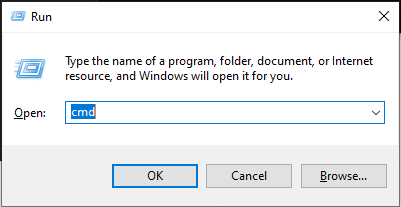 Run
Type the name of a program, folder, document, or Internet
resource, and Windows will open it for you.
Open: cmd
OK Cancel Browse...